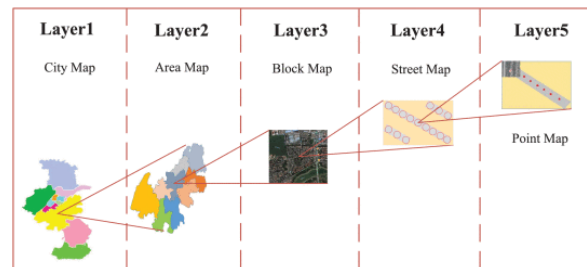 Layer1
City Map
Layer2
Area Map
Layer3
Block Map
Layer4
Street Map
Layer5
Point Map